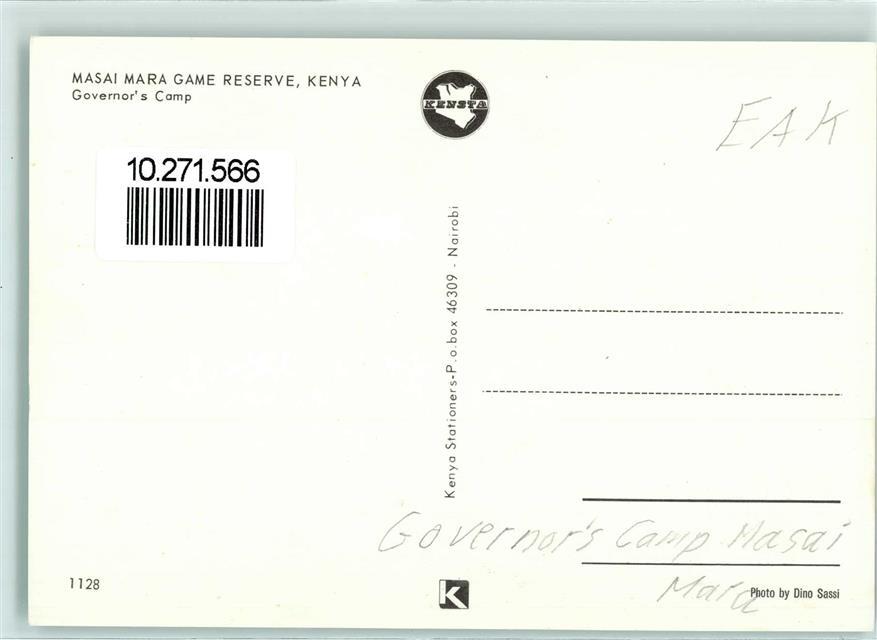 MASAI MARA GAME RESERVE, KENYA
Governor's Camp
KENSTA
EAK
10.271.566
Kenya Stationers-P.o.box 46309 - Nairobi
Governor's Camp Masai
Mara
1128
K
Photo by Dino Sassi